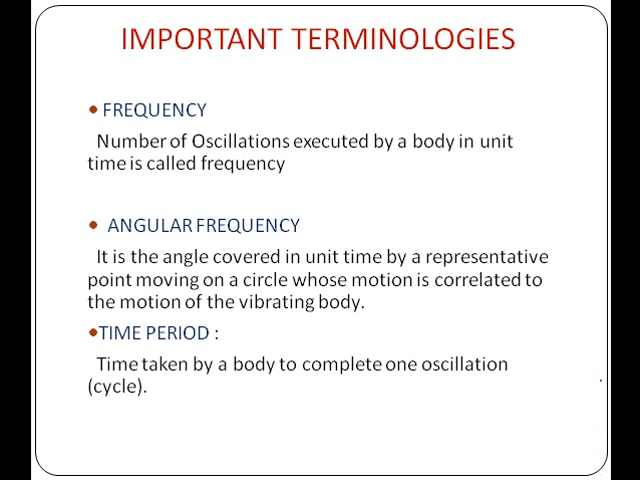 IMPORTANT TERMINOLOGIES
• FREQUENCY
Number of Oscillations executed by a body in unit
time is called frequency
• ANGULAR FREQUENCY
It is the angle covered in unit time by a representative
point moving on a circle whose motion is correlated to
the motion of the vibrating body.
•TIME PERIOD :
Time taken by a body to complete one oscillation
(cycle).